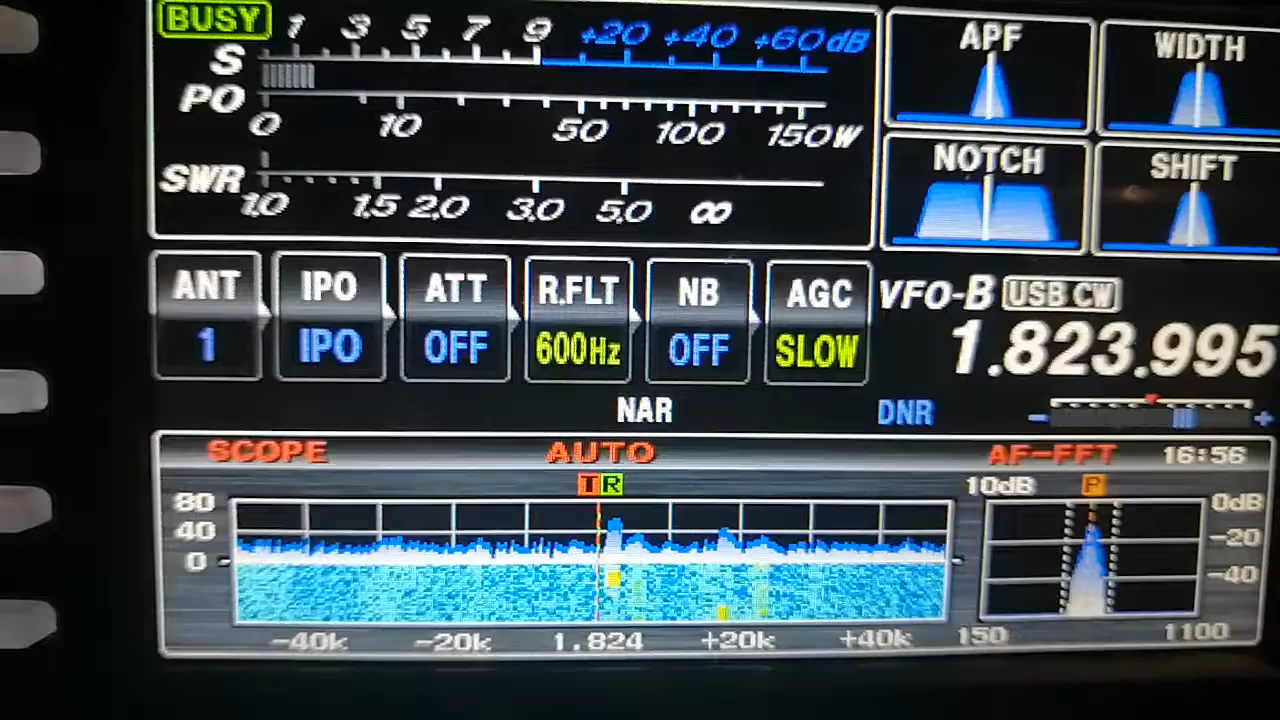 BUSY 1 3 5 7 9 +20 +40 +60dB
S
PO
0 10 50 100 150W
SWR
1.0 1.5 2.0 3.0 5.0 ∞
APF WIDTH
NOTCH SHIFT
ANT IPO ATT R.FLT NB AGC
1 IPO OFF 600Hz OFF SLOW
VFO-B USB CW
1.823.995
NAR DNR - +
SCOPE AUTO AF-FFT 16:56
T R 10dB P
80 0dB
40 -20
0 -40
-40k -20k 1.824 +20k +40k 150 1100